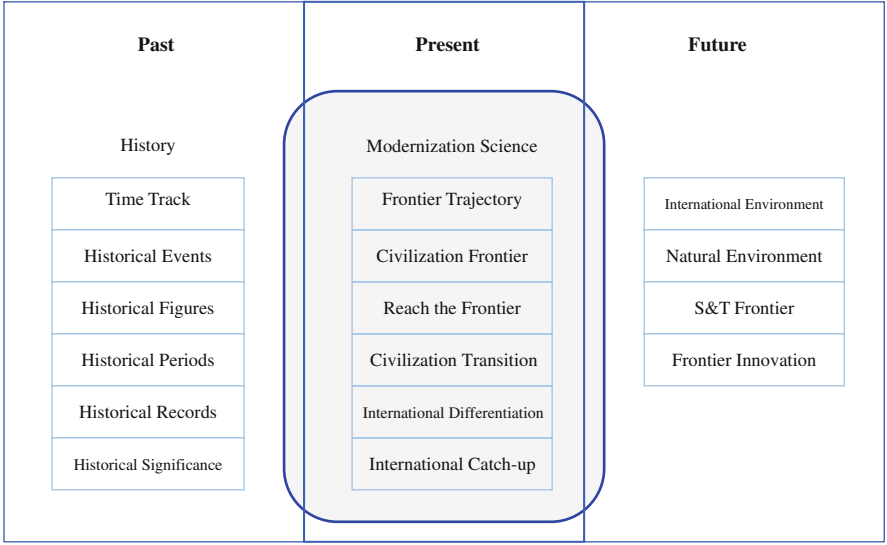 Past
Present
Future
History
Time Track
Historical Events
Historical Figures
Historical Periods
Historical Records
Historical Significance
Modernization Science
Frontier Trajectory
Civilization Frontier
Reach the Frontier
Civilization Transition
International Differentiation
International Catch-up
International Environment
Natural Environment
S&T Frontier
Frontier Innovation